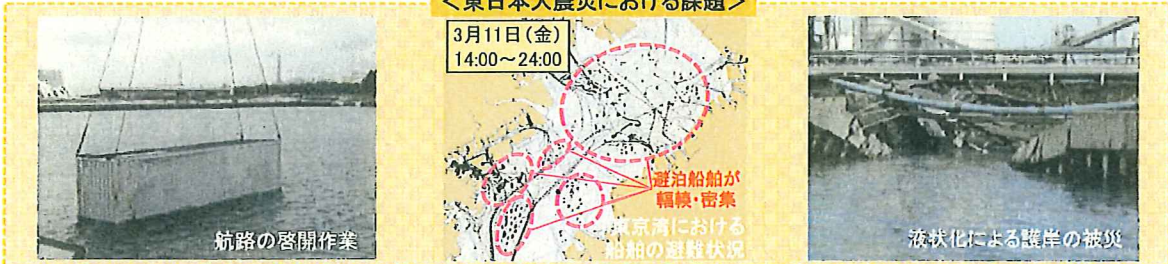 ＜東日本大震災における課題＞
3月11日(金)
14:00～24:00
避泊船舶が
輻輳・密集
東京湾における
船舶の避難状況
航路の啓開作業
液状化による護岸の被災